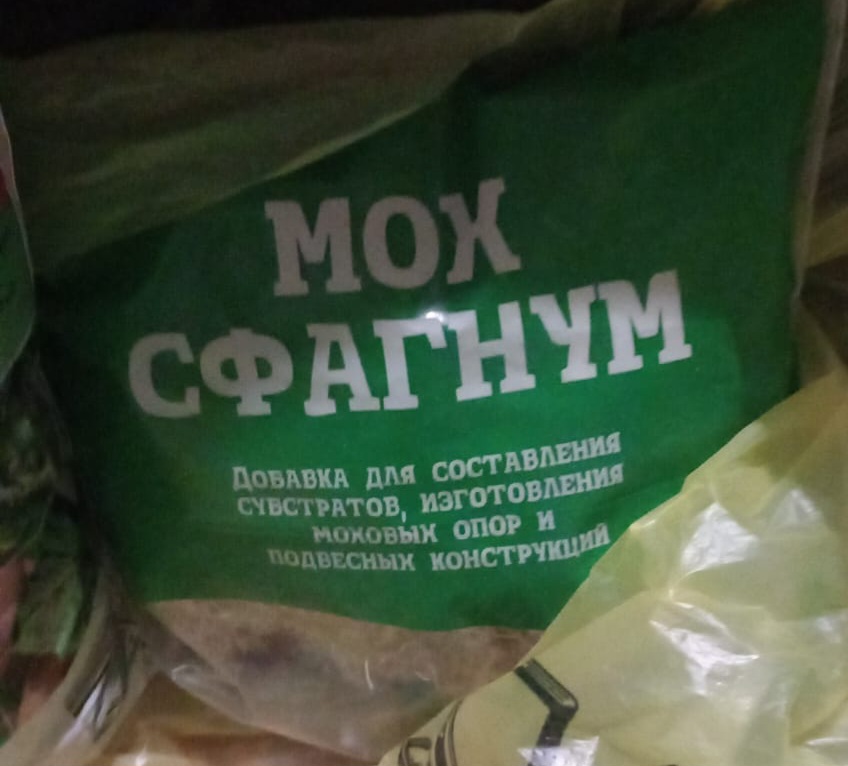 МОХ
СФАГНУМ
ДОБАВКА ДЛЯ СОСТАВЛЕНИЯ
СУБСТРАТОВ, ИЗГОТОВЛЕНИЯ
МОХОВЫХ ОПОР И
ПОДВЕСНЫХ КОНСТРУКЦИЙ